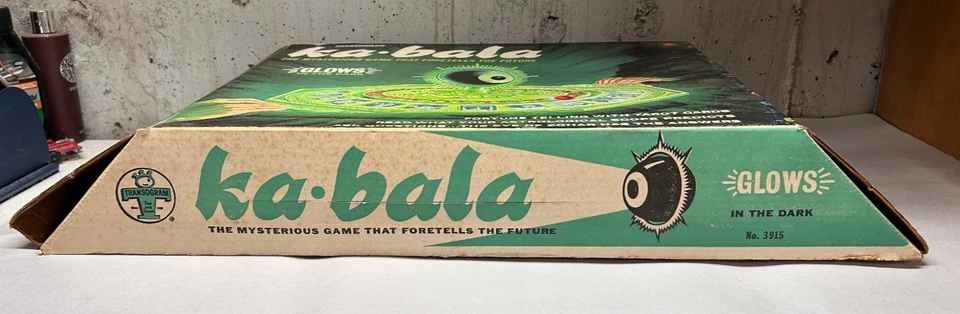 TRANSOGRAM
ka·bala
THE MYSTERIOUS GAME THAT FORETELLS THE FUTURE
GLOWS
ka·bala
THE MYSTERIOUS GAME THAT FORETELLS THE FUTURE
TRANSOGRAM
GLOWS
IN THE DARK
No. 3915